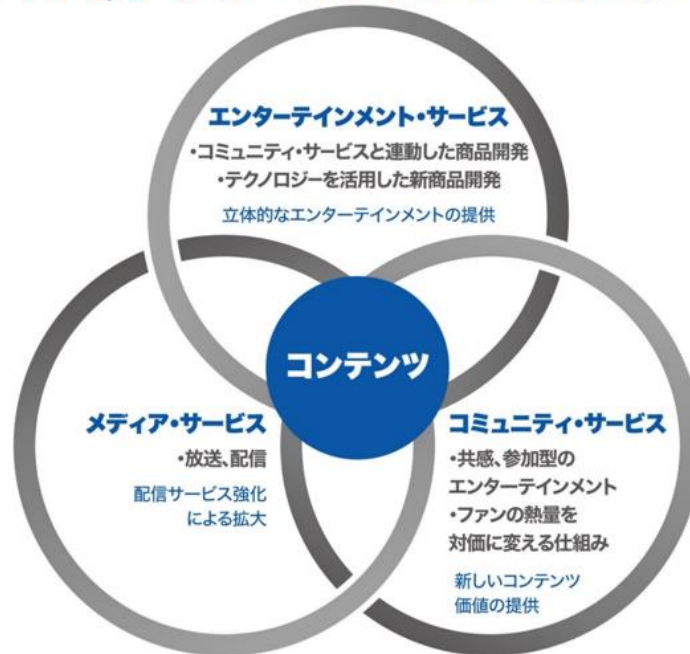 エンターテインメント・サービス
・コミュニティ・サービスと連動した商品開発
・テクノロジーを活用した新商品開発
立体的なエンターテインメントの提供
コンテンツ
メディア・サービス
・放送、配信
配信サービス強化
による拡大
コミュニティ・サービス
・共感、参加型の
エンターテインメント
・ファンの熱量を
対価に変える仕組み
新しいコンテンツ
価値の提供